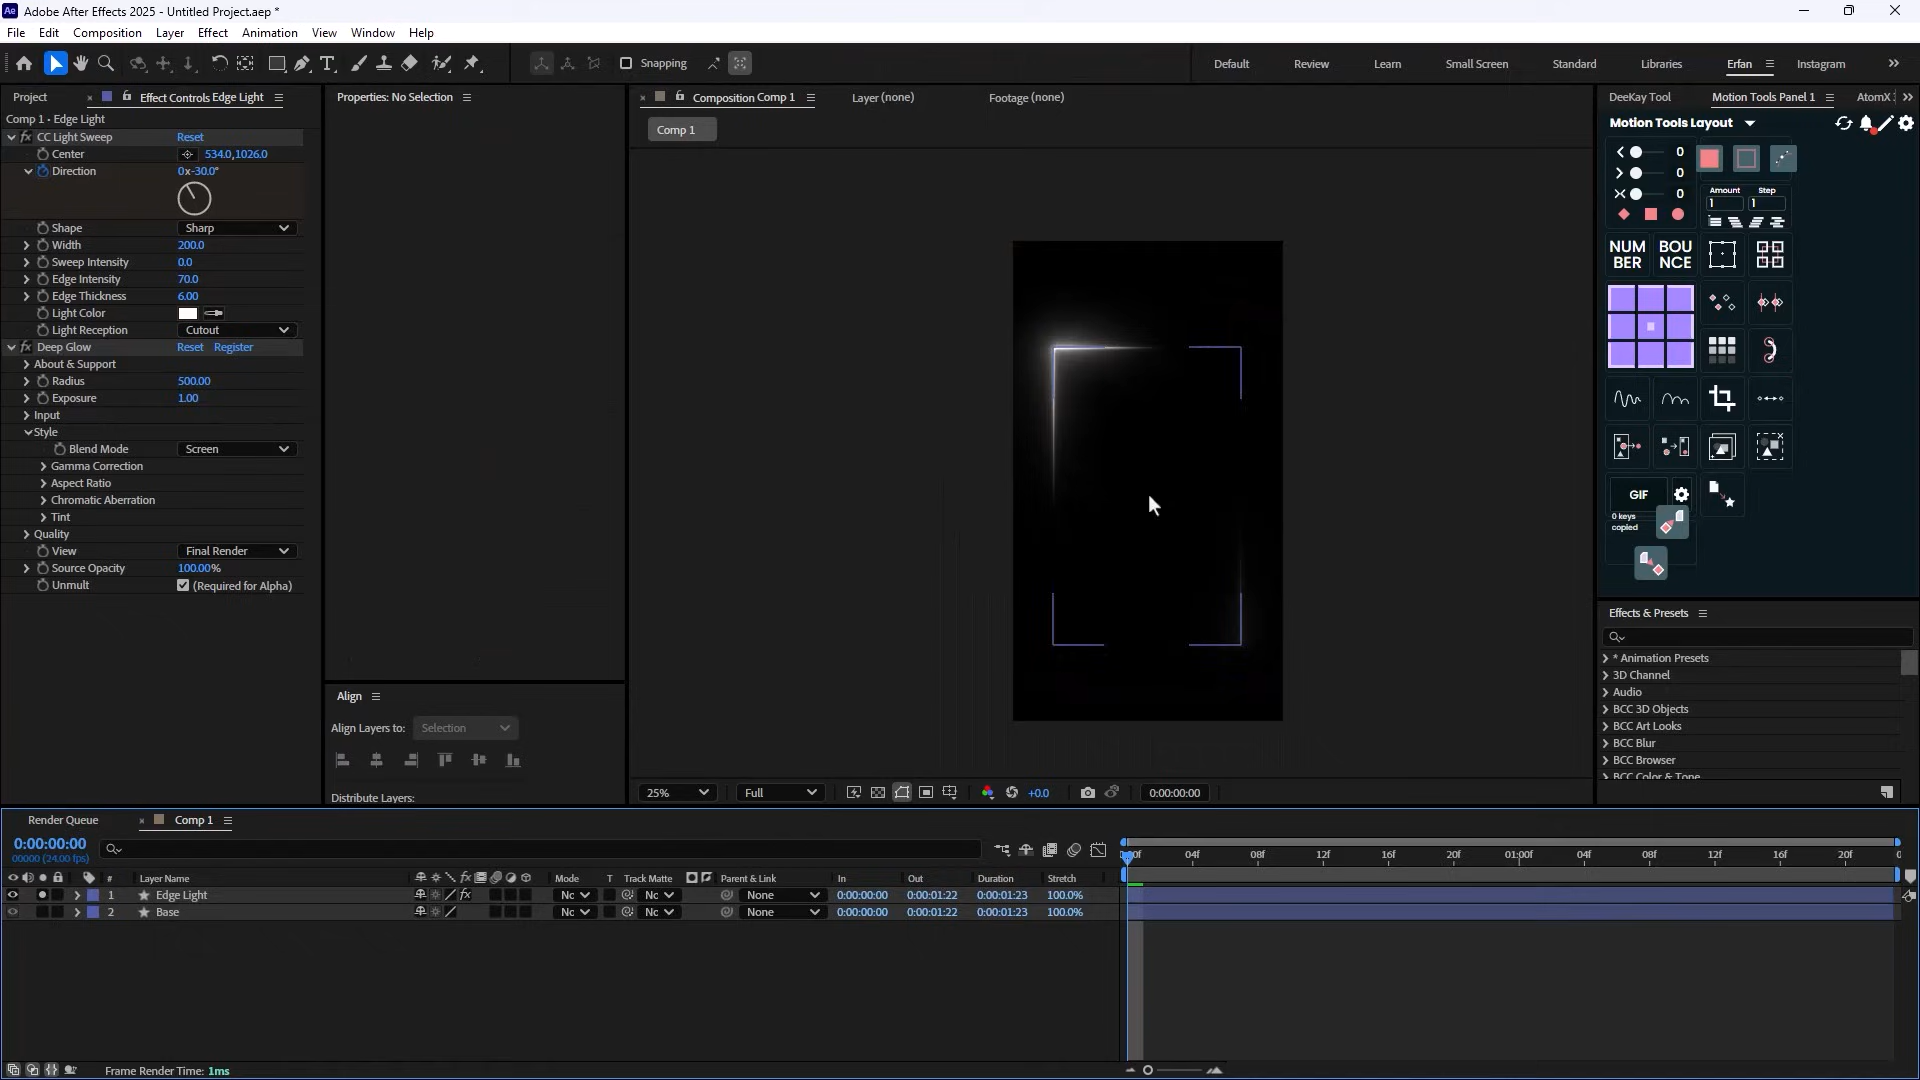 Adobe After Effects 2025 - Untitled Project.aep *
File Edit Composition Layer Effect Animation View Window Help
Snapping
Default Review Learn Small Screen Standard Libraries Erfan Instagram
Project Effect Controls Edge Light
Comp 1 • Edge Light
CC Light Sweep Reset
Center 534.0,1026.0
Direction 0x-30.0°
Shape Sharp
Width 200.0
Sweep Intensity 0.0
Edge Intensity 70.0
Edge Thickness 6.00
Light Color
Light Reception Cutout
Deep Glow Reset Register
About & Support
Radius 500.00
Exposure 1.00
Input
Style
Blend Mode Screen
Gamma Correction
Aspect Ratio
Chromatic Aberration
Tint
Quality
View Final Render
Source Opacity 100.00%
Unmult (Required for Alpha)
Properties: No Selection
Align
Align Layers to: Selection
Distribute Layers:
Composition Comp 1 Layer (none) Footage (none)
Comp 1
25% Full +0.0 0:00:00:00
DeeKay Tool Motion Tools Panel 1 AtomX
Motion Tools Layout
0
0
0
Amount Step
1 1
NUM
BER
BOU
NCE
GIF
0 keys
copied
Effects & Presets
* Animation Presets
3D Channel
Audio
BCC 3D Objects
BCC Art Looks
BCC Blur
BCC Browser
BCC Color & Tone
Render Queue Comp 1
0:00:00:00
00000 (24.00 fps)
04f 08f 12f 16f 20f 01:00f 04f 08f 12f 16f 20f
# Layer Name Mode T Track Matte Parent & Link In Out Duration Stretch
1 Edge Light Nc Nc None 0:00:00:00 0:00:01:22 0:00:01:23 100.0%
2 Base Nc Nc None 0:00:00:00 0:00:01:22 0:00:01:23 100.0%
Frame Render Time: 1ms